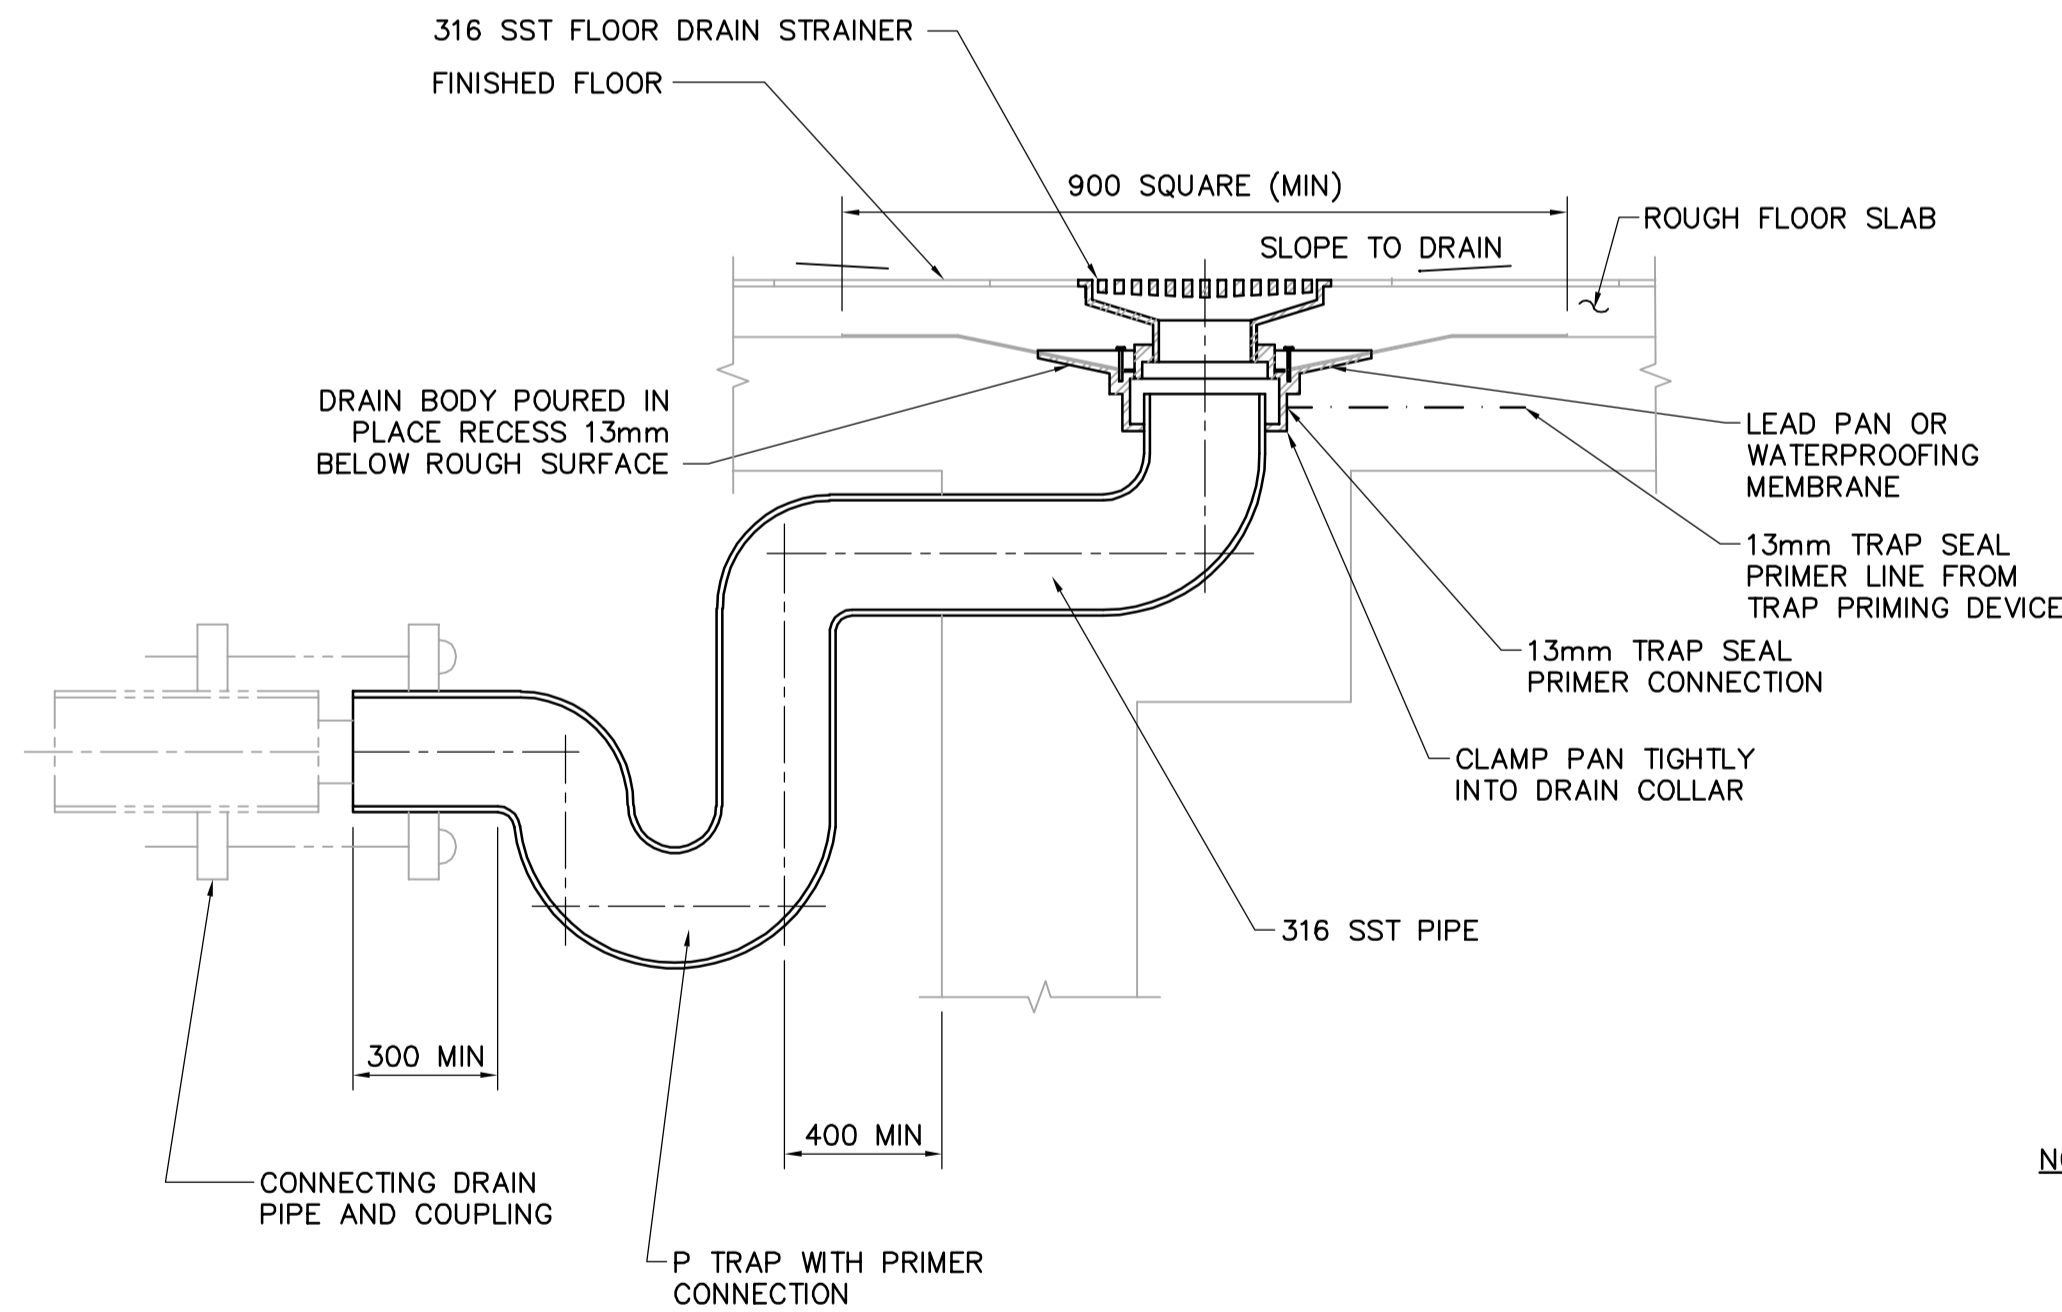 316 SST FLOOR DRAIN STRAINER
FINISHED FLOOR
900 SQUARE (MIN)
ROUGH FLOOR SLAB
SLOPE TO DRAIN
DRAIN BODY POURED IN
PLACE RECESS 13mm
BELOW ROUGH SURFACE
LEAD PAN OR
WATERPROOFING
MEMBRANE
13mm TRAP SEAL
PRIMER LINE FROM
TRAP PRIMING DEVICE
13mm TRAP SEAL
PRIMER CONNECTION
CLAMP PAN TIGHTLY
INTO DRAIN COLLAR
316 SST PIPE
300 MIN
400 MIN
CONNECTING DRAIN
PIPE AND COUPLING
P TRAP WITH PRIMER
CONNECTION